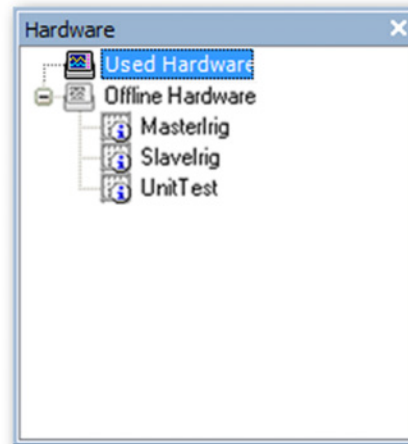 Hardware
Used Hardware
Offline Hardware
MasterIrig
SlaveIrig
UnitTest